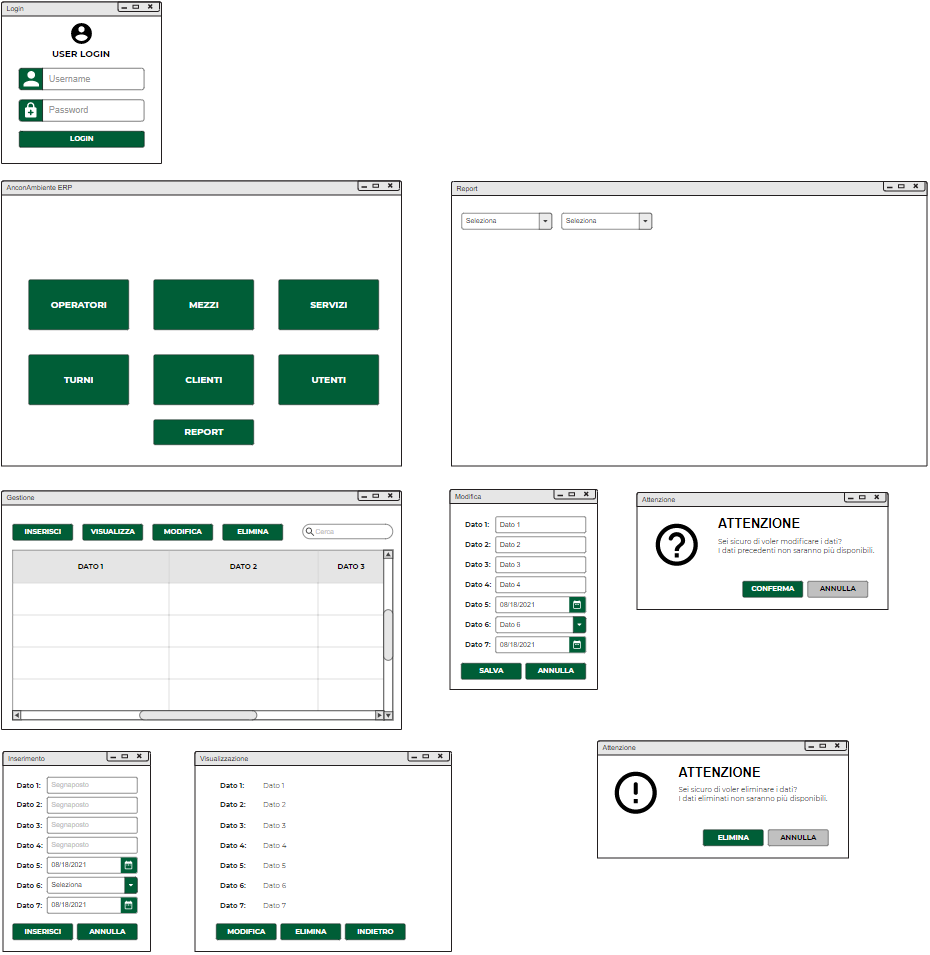 Login
USER LOGIN
Username
Password
LOGIN
AnconAmbiente ERP
OPERATORI
MEZZI
SERVIZI
TURNI
CLIENTI
UTENTI
REPORT
Report
Seleziona
Seleziona
Gestione
INSERISCI
VISUALIZZA
MODIFICA
ELIMINA
Cerca
DATO 1
DATO 2
DATO 3
Modifica
Dato 1: Dato 1
Dato 2: Dato 2
Dato 3: Dato 3
Dato 4: Dato 4
Dato 5: 08/18/2021
Dato 6: Dato 6
Dato 7: 08/18/2021
SALVA
ANNULLA
Attenzione
ATTENZIONE
Sei sicuro di voler modificare i dati?
I dati precedenti non saranno più disponibili.
CONFERMA
ANNULLA
Inserimento
Dato 1: Segnaposto
Dato 2: Segnaposto
Dato 3: Segnaposto
Dato 4: Segnaposto
Dato 5: 08/18/2021
Dato 6: Seleziona
Dato 7: 08/18/2021
INSERISCI
ANNULLA
Visualizzazione
Dato 1: Dato 1
Dato 2: Dato 2
Dato 3: Dato 3
Dato 4: Dato 4
Dato 5: Dato 5
Dato 6: Dato 6
Dato 7: Dato 7
MODIFICA
ELIMINA
INDIETRO
Attenzione
ATTENZIONE
Sei sicuro di voler eliminare i dati?
I dati eliminati non saranno più disponibili.
ELIMINA
ANNULLA